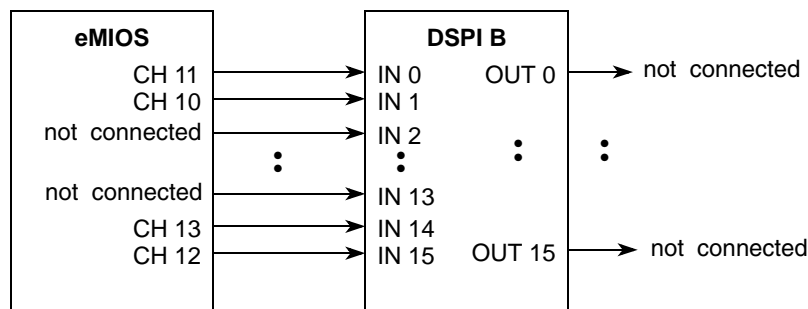 eMIOS DSPI B
CH 11 IN 0 OUT 0 not connected
CH 10 IN 1
not connected IN 2
not connected IN 13
CH 13 IN 14
CH 12 IN 15 OUT 15 not connected